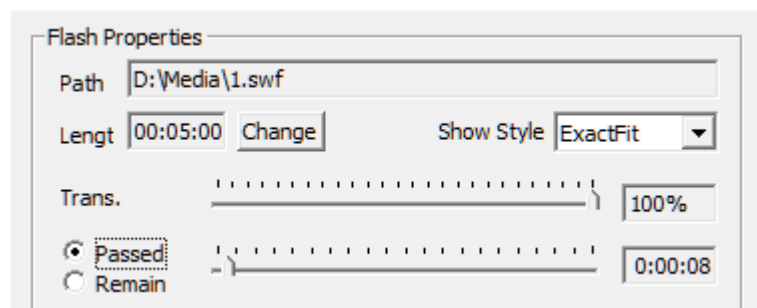 Flash Properties
Path D:\Media\1.swf
Lengt 00:05:00 Change Show Style ExactFit
Trans. 100%
Passed 0:00:08
Remain